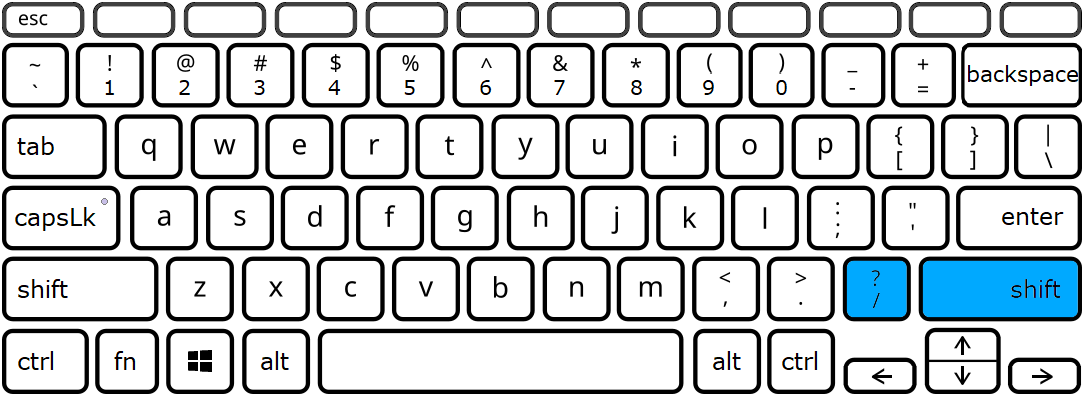 esc
~ ! @ # $ % ^ & * ( ) _ + backspace
` 1 2 3 4 5 6 7 8 9 0 - =
tab q w e r t y u i o p { } |
[ ] \
capsLk a s d f g h j k l : " enter
; '
shift z x c v b n m < > ? shift
, . /
ctrl fn alt alt ctrl ← ↑ ↓ →